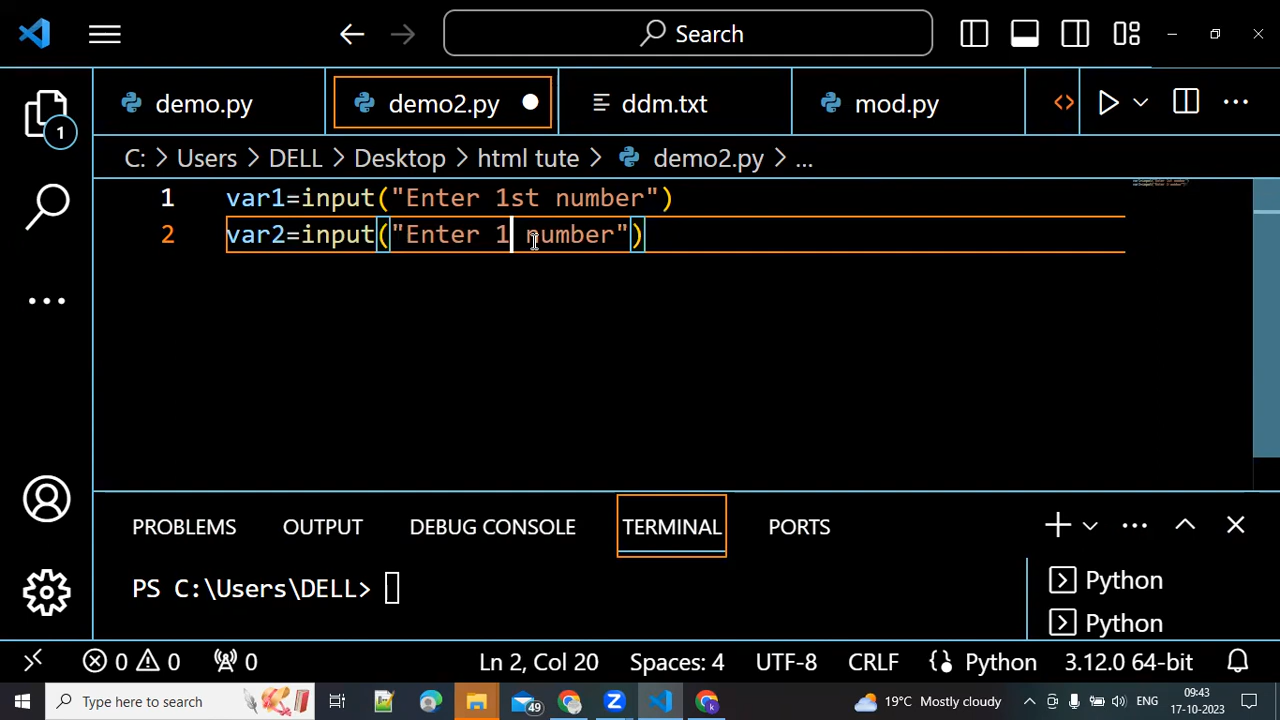 Search
demo.py
demo2.py
ddm.txt
mod.py
C: > Users > DELL > Desktop > html tute > demo2.py > ...
1 var1=input("Enter 1st number")
2 var2=input("Enter 1 number")
1
PROBLEMS OUTPUT DEBUG CONSOLE TERMINAL PORTS
PS C:\Users\DELL>
Python
Python
0 0 0 Ln 2, Col 20 Spaces: 4 UTF-8 CRLF Python 3.12.0 64-bit
Type here to search 49 19°C Mostly cloudy ENG 09:43
17-10-2023